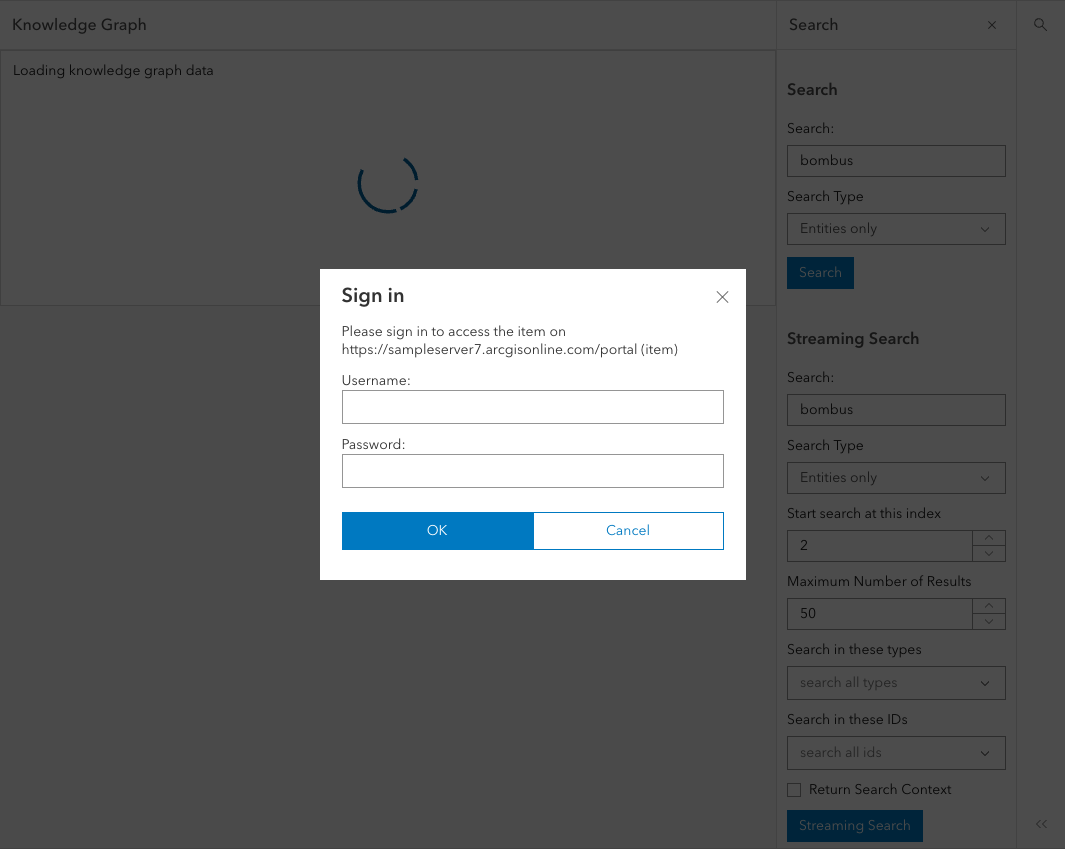 Knowledge Graph
Loading knowledge graph data
Sign in
Please sign in to access the item on
https://sampleserver7.arcgisonline.com/portal (item)
Username:
Password:
OK
Cancel
Search
Search
Search:
bombus
Search Type
Entities only
Search
Streaming Search
Search:
bombus
Search Type
Entities only
Start search at this index
2
Maximum Number of Results
50
Search in these types
search all types
Search in these IDs
search all ids
Return Search Context
Streaming Search